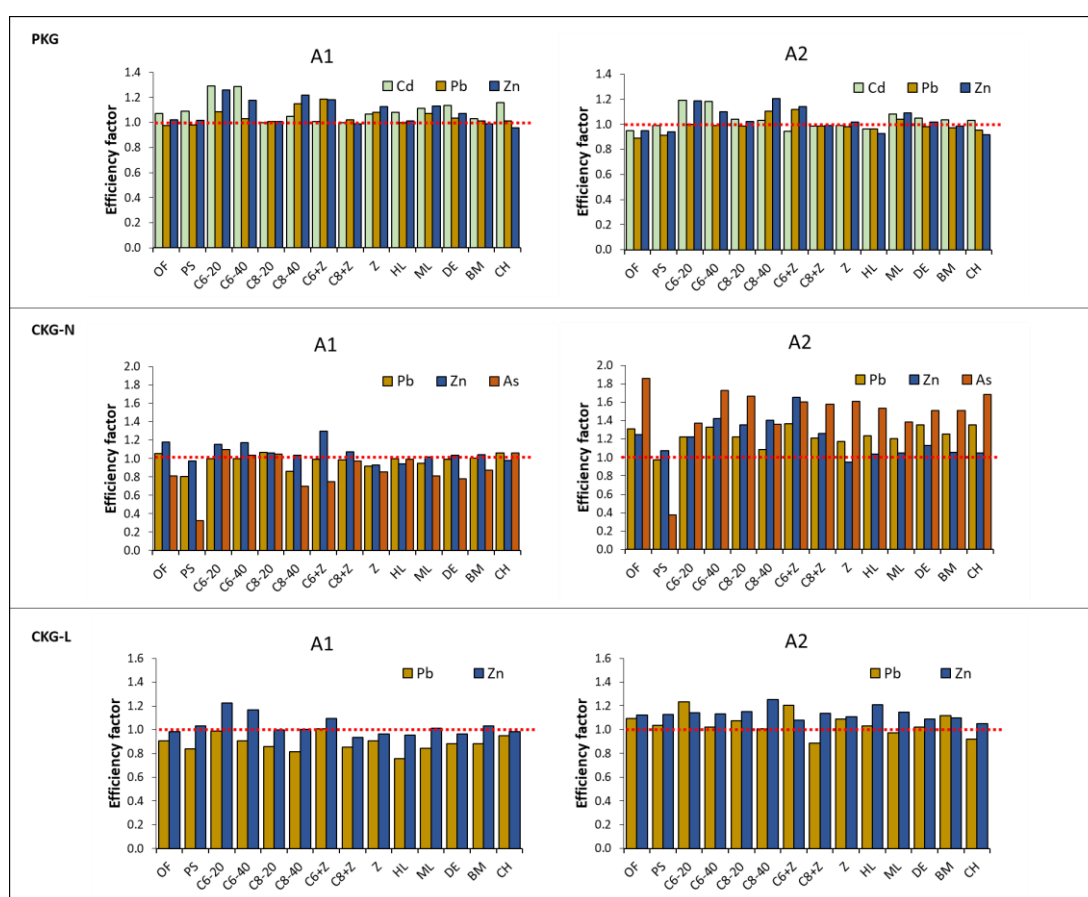 PKG
A1
Cd Pb Zn
Efficiency factor
1.4
1.2
1.0
0.8
0.6
0.4
0.2
0.0
OF PS C6-20 C6-40 C8-20 C8-40 C6+Z C8+Z Z HL ML DE BM CH
A2
Cd Pb Zn
Efficiency factor
1.4
1.2
1.0
0.8
0.6
0.4
0.2
0.0
OF PS C6-20 C6-40 C8-20 C8-40 C6+Z C8+Z Z HL ML DE BM CH
CKG-N
A1
Pb Zn As
Efficiency factor
2.0
1.8
1.6
1.4
1.2
1.0
0.8
0.6
0.4
0.2
0.0
OF PS C6-20 C6-40 C8-20 C8-40 C6+Z C8+Z Z HL ML DE BM CH
A2
Pb Zn As
Efficiency factor
2.0
1.8
1.6
1.4
1.2
1.0
0.8
0.6
0.4
0.2
0.0
OF PS C6-20 C6-40 C8-20 C8-40 C6+Z C8+Z Z HL ML DE BM CH
CKG-L
A1
Pb Zn
Efficiency factor
1.6
1.4
1.2
1.0
0.8
0.6
0.4
0.2
0.0
OF PS C6-20 C6-40 C8-20 C8-40 C6+Z C8+Z Z HL ML DE BM CH
A2
Pb Zn
Efficiency factor
1.6
1.4
1.2
1.0
0.8
0.6
0.4
0.2
0.0
OF PS C6-20 C6-40 C8-20 C8-40 C6+Z C8+Z Z HL ML DE BM CH